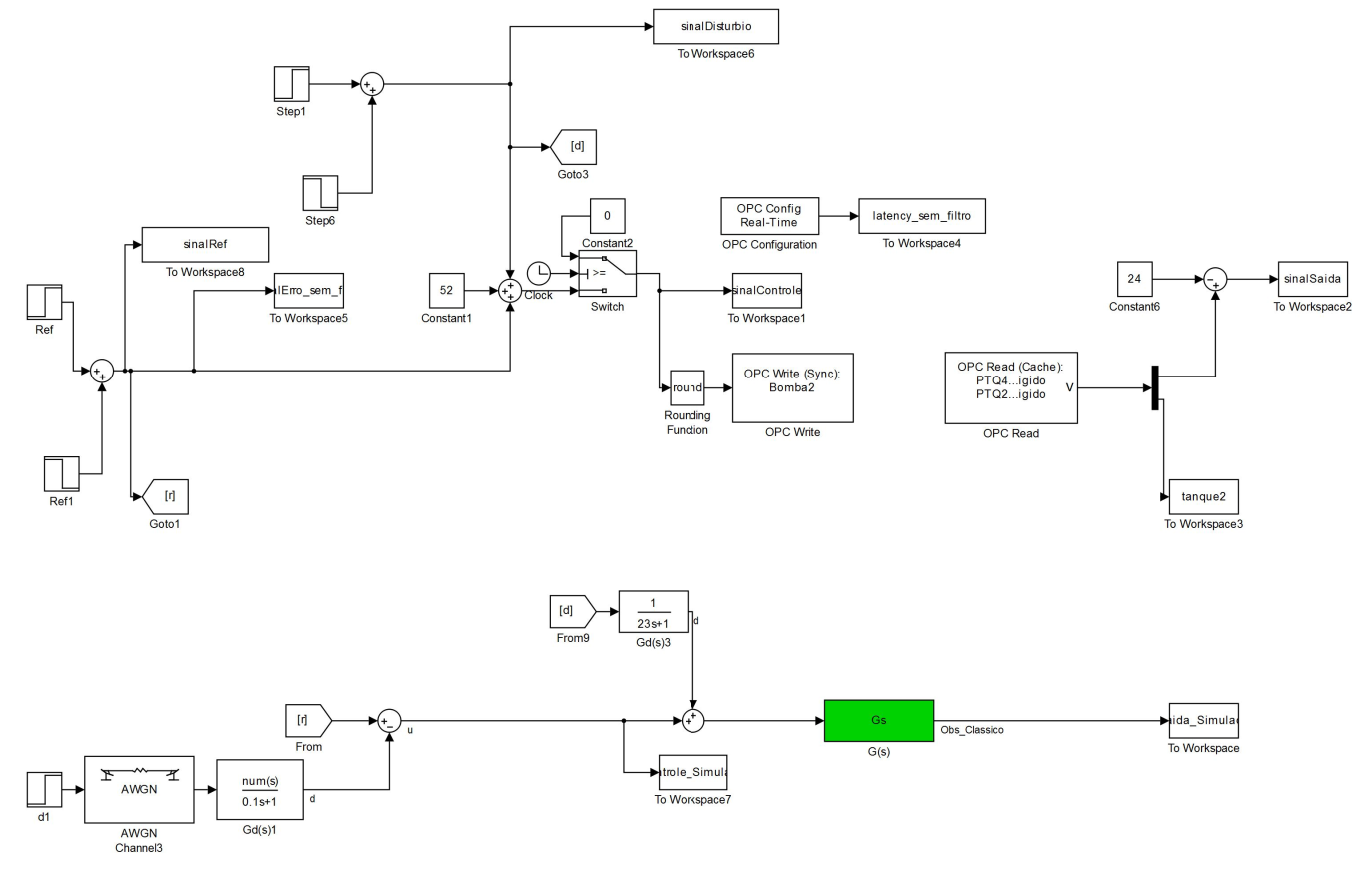 sinalDisturbio
To Workspace6
Step1
[d]
Goto3
Step6
0
Constant2
OPC Config
Real-Time
OPC Configuration
latency_sem_filtro
To Workspace4
sinalRef
To Workspace8
lErro_sem_f
To Workspace5
Ref
52
Constant1
Clock
>=
Switch
sinalControle
To Workspace1
24
Constant6
sinalSaida
To Workspace2
round
Rounding
Function
OPC Write (Sync):
Bomba2
OPC Write
OPC Read (Cache):
PTQ4...igido
PTQ2...igido
V
OPC Read
Ref1
[r]
Goto1
tanque2
To Workspace3
[d]
From9
1
23s+1
Gd(s)3
d
[r]
From
u
Gs
G(s)
Obs_Classico
ida_Simula
To Workspace
trole_Simula
To Workspace7
d1
AWGN
AWGN
Channel3
num(s)
0.1s+1
Gd(s)1
d